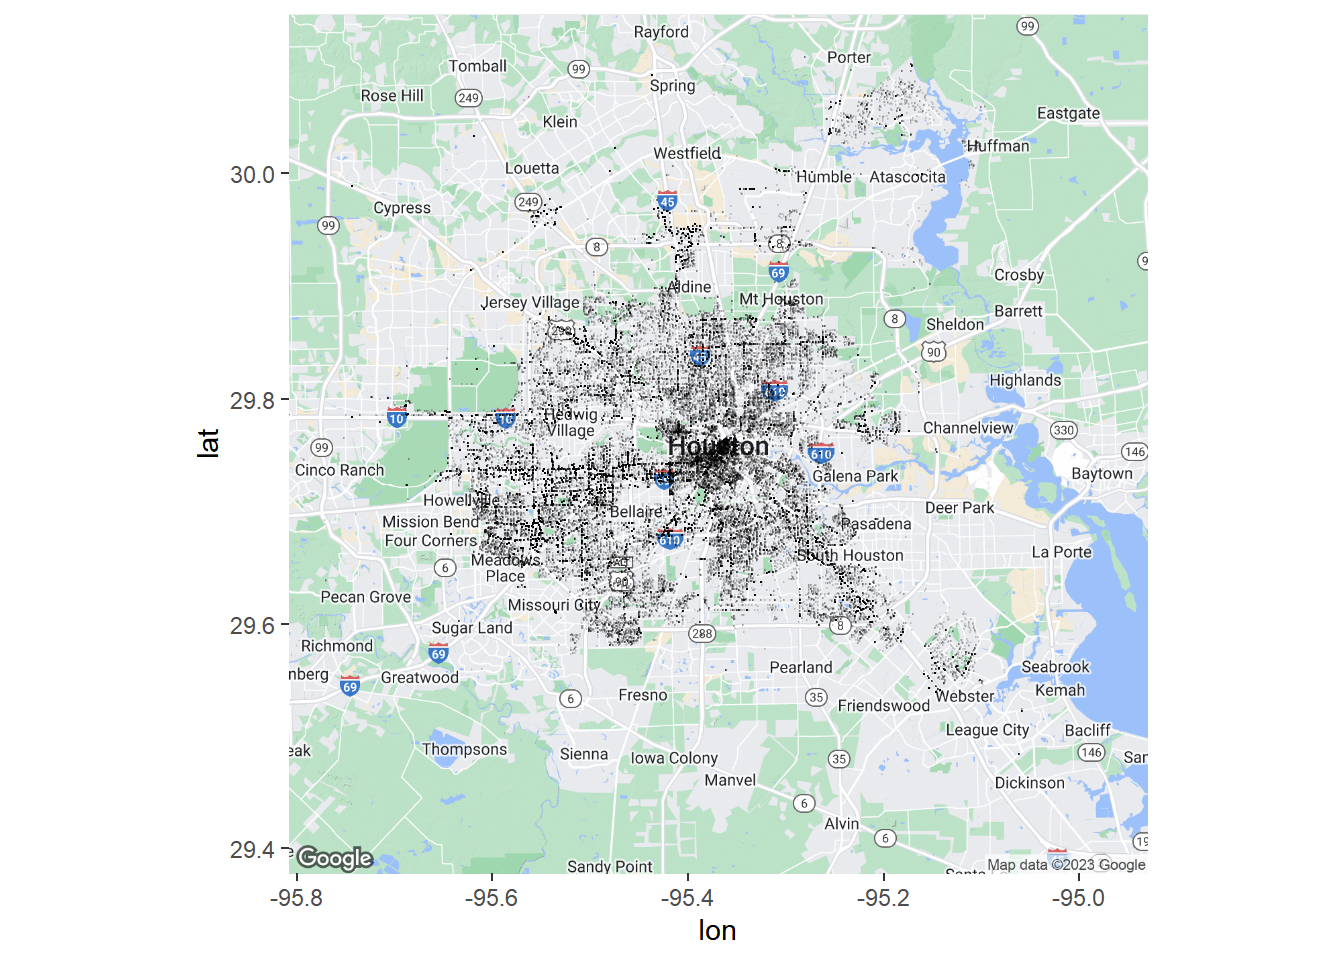 99
Rayford
Porter
Tomball
99
Spring
Rose Hill
249
Eastgate
Klein
Huffman
Westfield
Louetta
Humble
Atascocita
30.0
249
45
Cypress
99
8
8
69
Crosby
Aldine
Mt Houston
Jersey Village
Barrett
8
Sheldon
290
90
45
Highlands
610
29.8
10
10
Hedwig
Village
Channelview
330
lat
Houston
99
610
146
Cinco Ranch
Galena Park
Baytown
Howellville
Deer Park
Bellaire
Mission Bend
Pasadena
Four Corners
610
La Porte
South Houston
Meadows
Place
6
90
Pecan Grove
Missouri City
29.6
Sugar Land
288
8
Richmond
69
Pearland
Seabrook
nberg
Greatwood
69
Kemah
Fresno
6
35
Webster
Friendswood
League City
Bacliff
eak
Thompsons
Sienna
Iowa Colony
35
146
San
Manvel
Dickinson
6
Alvin
6
29.4
Google
Sandy Point
Map data ©2023 Google
-95.8
-95.6
-95.4
-95.2
-95.0
lon